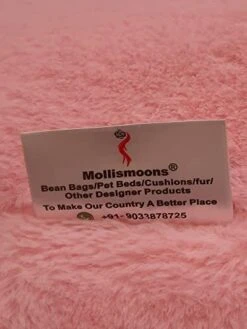 Mollismoons®
Bean Bags/Pet Beds/Cushions/fur/
Other Designer Products
To Make Our Country A Better Place
+91-9033878725